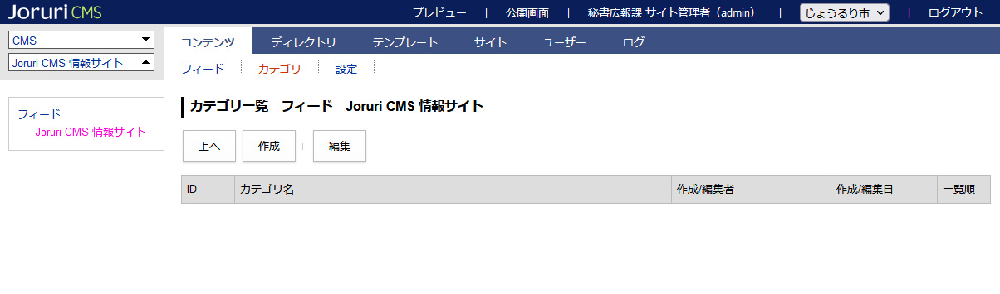 Joruri CMS
プレビュー | 公開画面 | 秘書広報課 サイト管理者（admin） | じょうるり市 | ログアウト
CMS
Joruri CMS 情報サイト
コンテンツ ディレクトリ テンプレート サイト ユーザー ログ
フィード カテゴリ 設定
フィード
Joruri CMS 情報サイト
カテゴリ一覧 フィード Joruri CMS 情報サイト
上へ 作成 編集
ID カテゴリ名 作成/編集者 作成/編集日 一覧順